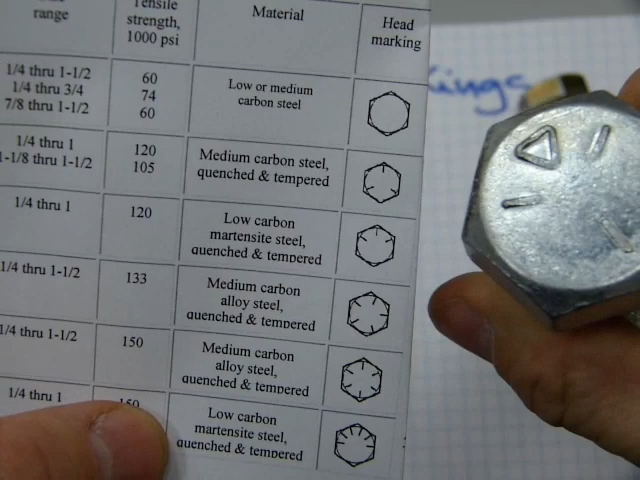 range
Tensile
strength,
1000 psi
Material
Head
marking
1/4 thru 1-1/2
1/4 thru 3/4
7/8 thru 1-1/2
60
74
60
Low or medium
carbon steel
1/4 thru 1
1-1/8 thru 1-1/2
120
105
Medium carbon steel,
quenched & tempered
1/4 thru 1
120
Low carbon
martensite steel,
quenched & tempered
1/4 thru 1-1/2
133
Medium carbon
alloy steel,
quenched & tempered
1/4 thru 1-1/2
150
Medium carbon
alloy steel,
quenched & tempered
1/4 thru 1
150
Low carbon
martensite steel,
quenched & tempered